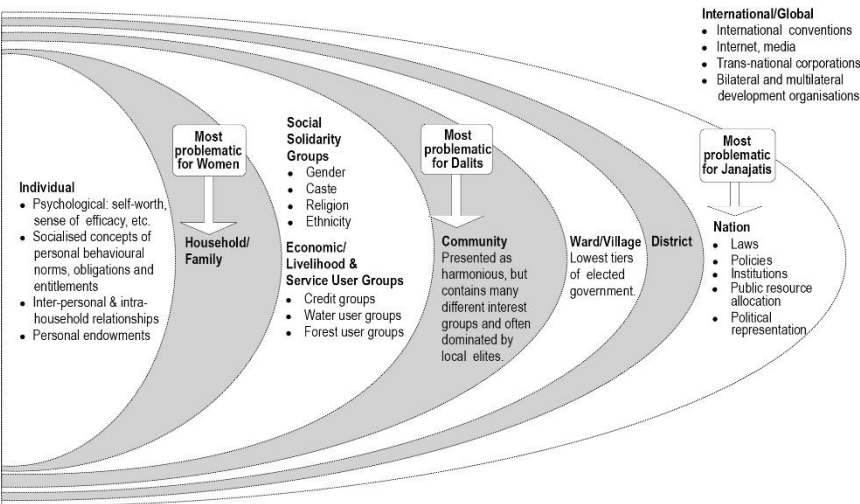 International/Global
• International conventions
• Internet, media
• Trans-national corporations
• Bilateral and multilateral
development organisations
Most
problematic
for Women
Social
Solidarity
Groups
• Gender
• Caste
• Religion
• Ethnicity
Most
problematic
for Dalits
Most
problematic
for Janajatis
Individual
• Psychological: self-worth,
sense of efficacy, etc.
• Socialised concepts of
personal behavioural
norms, obligations and
entitlements
• Inter-personal & intra-
household relationships
• Personal endowments
Household/
Family
Economic/
Livelihood &
Service User Groups
• Credit groups
• Water user groups
• Forest user groups
Community
Presented as
harmonious, but
contains many
different interest
groups and often
dominated by
local elites.
Ward/Village
Lowest tiers
of elected
government.
District
Nation
• Laws
• Policies
• Institutions
• Public resource
allocation
• Political
representation